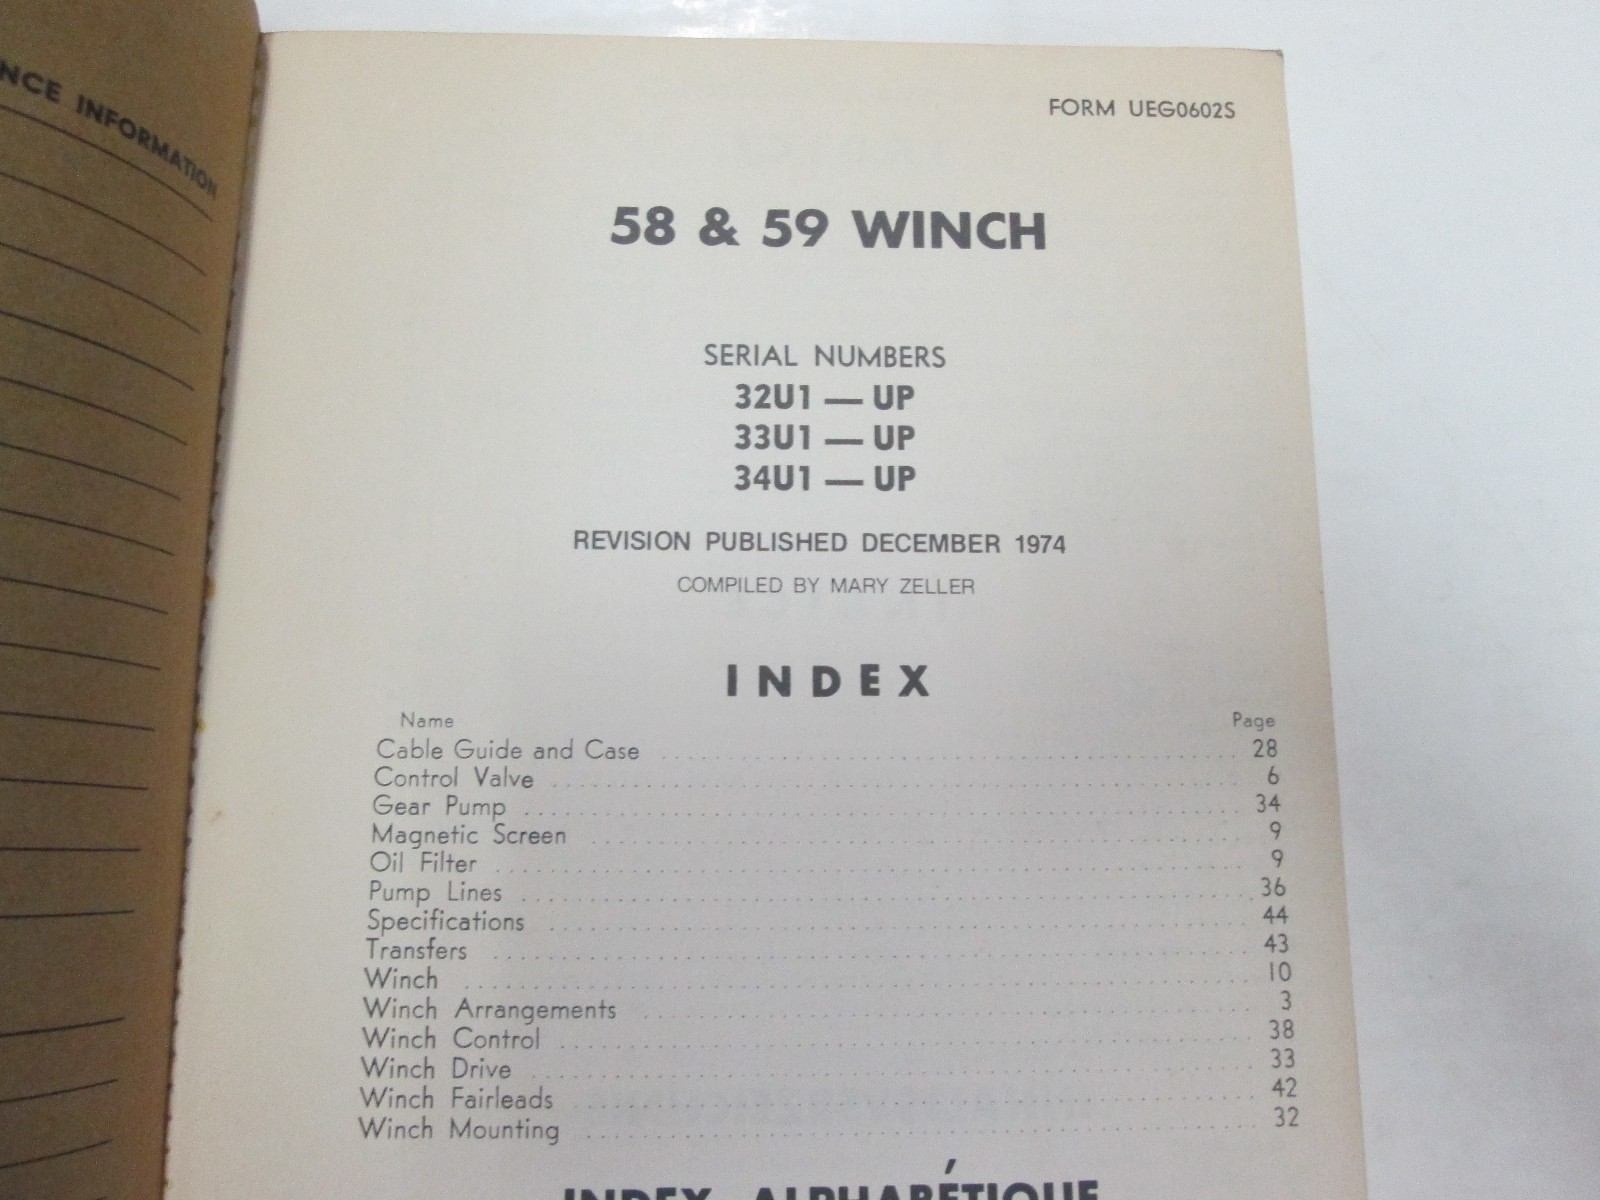 INFORMATION
FORM UEG0602S
58 & 59 WINCH
SERIAL NUMBERS
32U1 — UP
33U1 — UP
34U1 — UP
REVISION PUBLISHED DECEMBER 1974
COMPILED BY MARY ZELLER
INDEX
Name Page
Cable Guide and Case 28
Control Valve 6
Gear Pump 34
Magnetic Screen 9
Oil Filter 9
Pump Lines 36
Specifications 44
Transfers 43
Winch 10
Winch Arrangements 3
Winch Control 38
Winch Drive 33
Winch Fairleads 42
Winch Mounting 32
INDEX ALPHABÉTIQUE